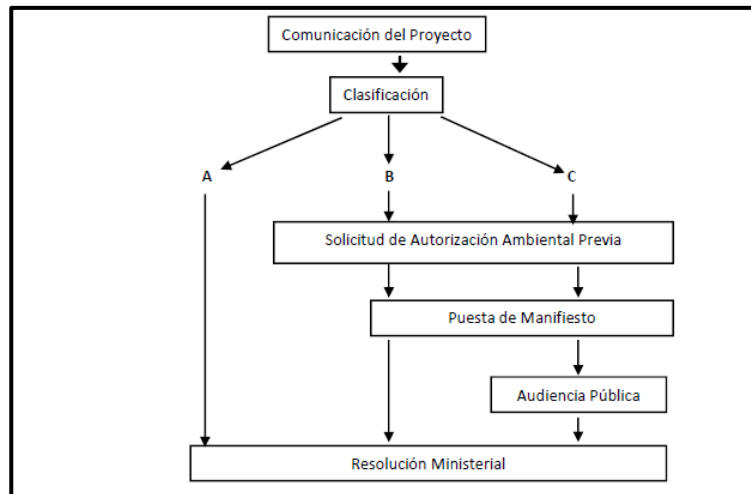 Comunicación del Proyecto
Clasificación
A
B
C
Solicitud de Autorización Ambiental Previa
Puesta de Manifiesto
Audiencia Pública
Resolución Ministerial